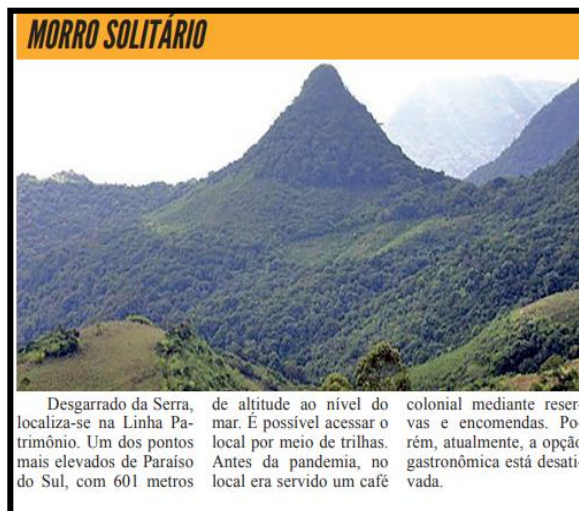 MORRO SOLITÁRIO
Desgarrado da Serra,
localiza-se na Linha Pa-
trimônio. Um dos pontos
mais elevados de Paraíso
do Sul, com 601 metros
de altitude ao nível do
mar. É possível acessar o
local por meio de trilhas.
Antes da pandemia, no
local era servido um café
colonial mediante reser-
vas e encomendas. Po-
rém, atualmente, a opção
gastronômica está desati-
vada.